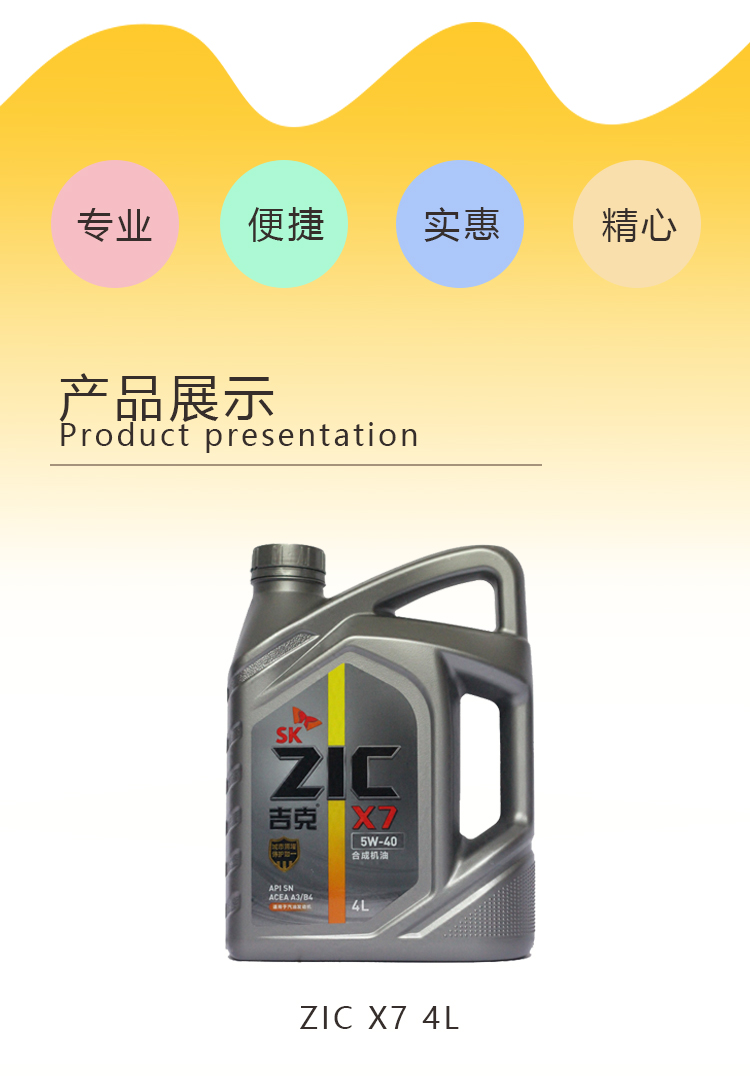 专业
便捷
实惠
精心
产品展示
Product presentation
SK
ZIC
吉克
X7
5W-40
合成机油
API SN
ACEA A3/B4
4L
ZIC X7 4L